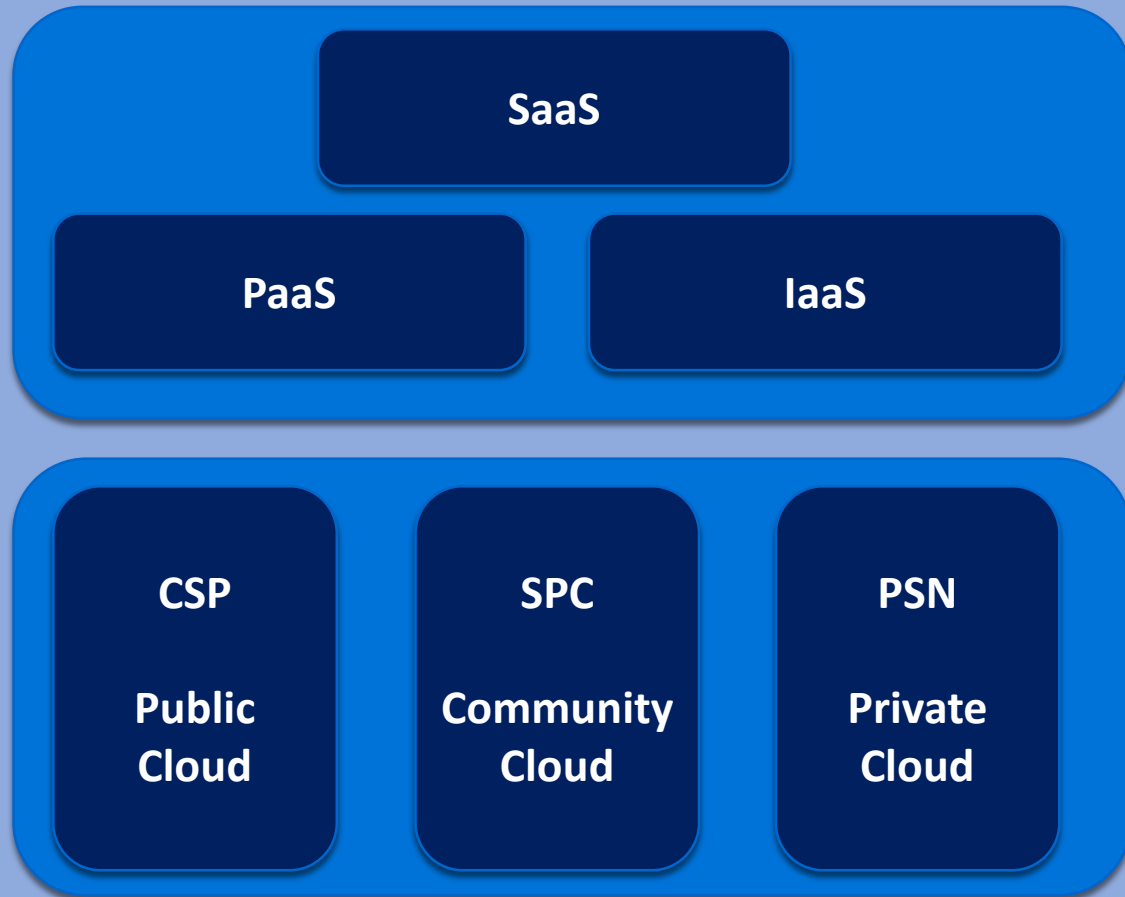 SaaS
PaaS
IaaS
CSP
Public
Cloud
SPC
Community
Cloud
PSN
Private
Cloud